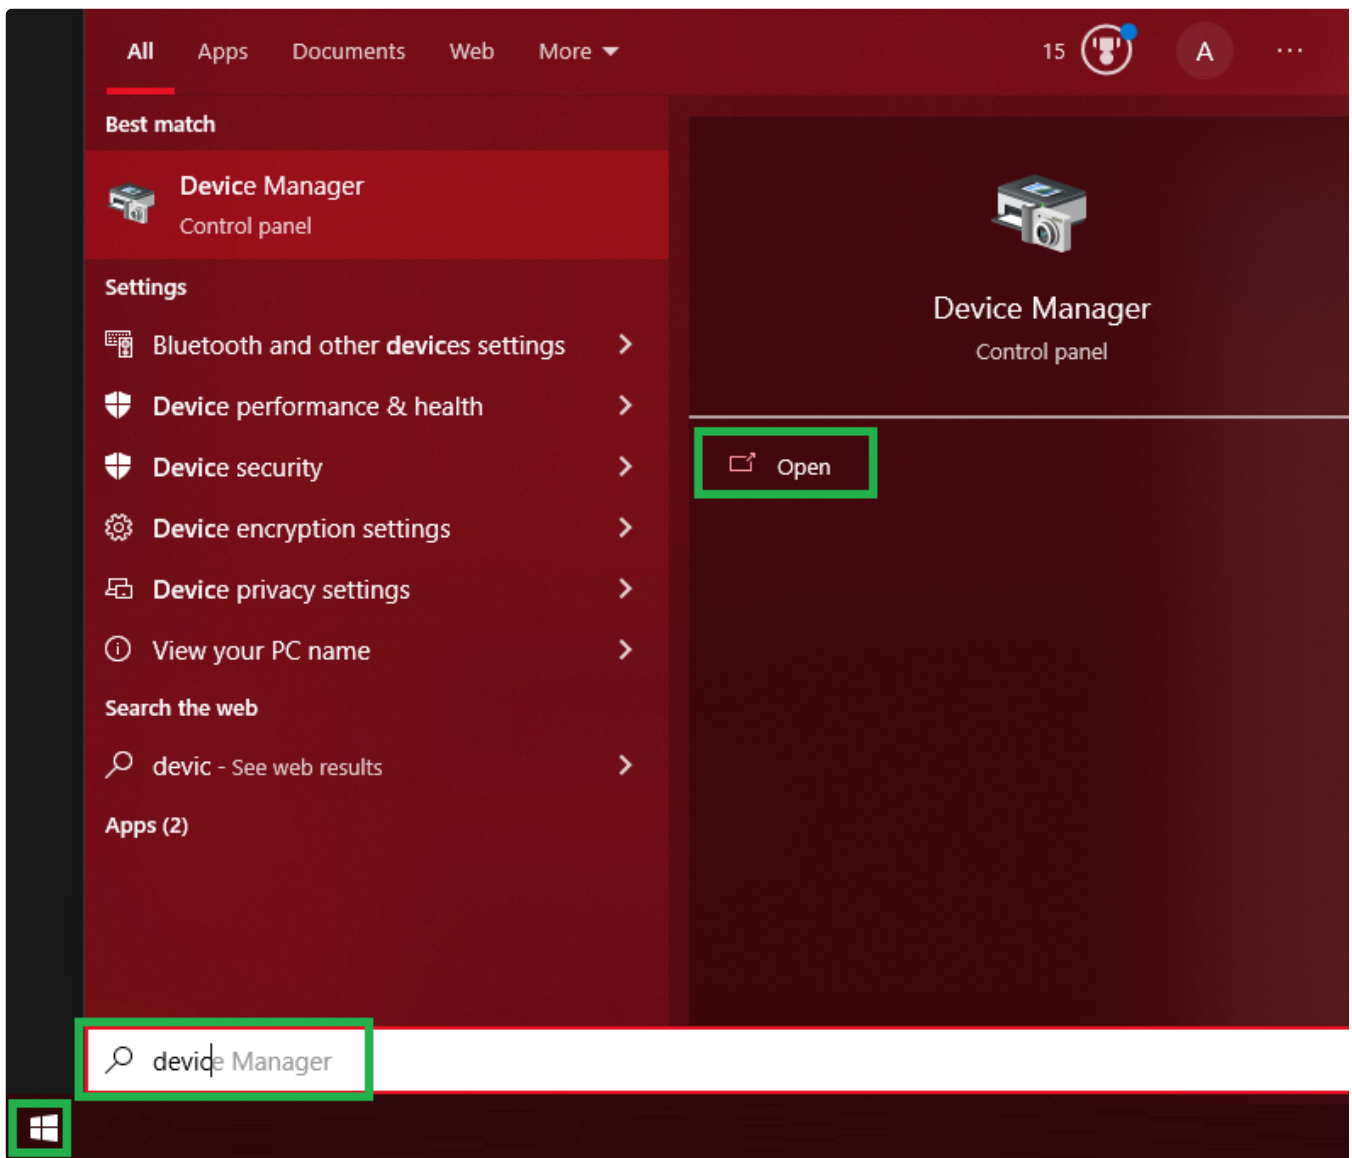 All Apps Documents Web More 15 A ...
Best match
Device Manager
Control panel
Settings
Bluetooth and other devices settings
Device performance & health
Device security
Device encryption settings
Device privacy settings
View your PC name
Search the web
devic - See web results
Apps (2)
Device Manager
Control panel
Open
device Manager